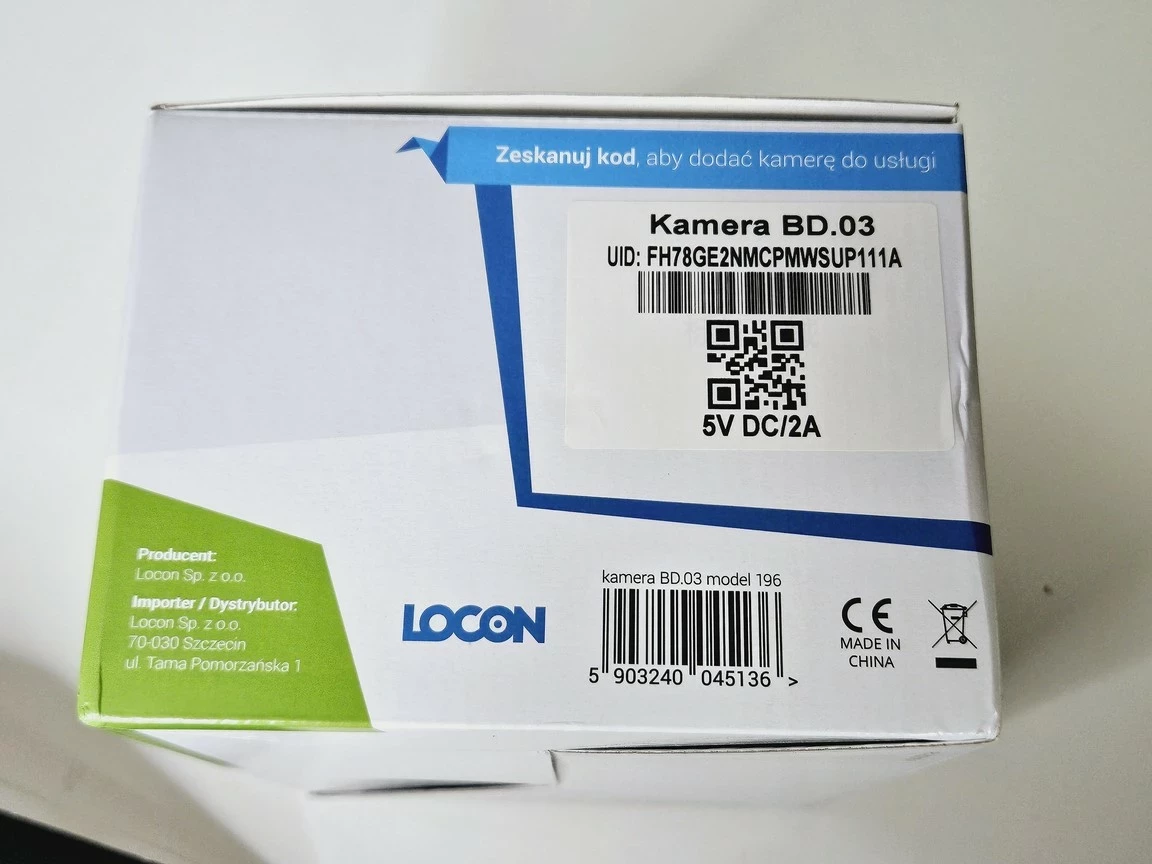 Zeskanuj kod, aby dodać kamerę do usługi
Kamera BD.03
UID: FH78GE2NMCPMWSUP111A
5V DC/2A
Producent:
Locon Sp. z o.o.
Importer / Dystrybutor:
Locon Sp. z o.o.
70-030 Szczecin
ul. Tama Pomorzańska 1
LOCON
kamera BD.03 model 196
5 903240 045136 >
CE
MADE IN
CHINA